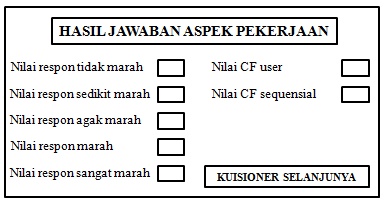 HASIL JAWABAN ASPEK PEKERJAAN
Nilai respon tidak marah
Nilai respon sedikit marah
Nilai respon agak marah
Nilai respon marah
Nilai respon sangat marah
Nilai CF user
Nilai CF sequensial
KUISIONER SELANJUNYA